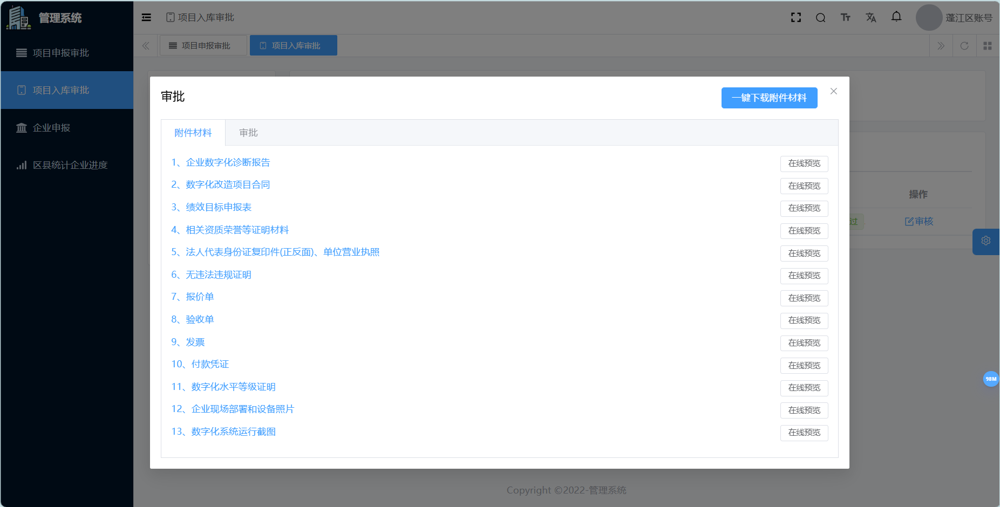 管理系统
项目入库审批
蓬江区账号
项目申报审批
项目入库审批
企业申报
区县统计企业进度
项目申报审批
项目入库审批
审批
一键下载附件材料
附件材料
审批
1、企业数字化诊断报告
在线预览
2、数字化改造项目合同
在线预览
3、绩效目标申报表
在线预览
4、相关资质荣誉等证明材料
在线预览
5、法人代表身份证复印件(正反面)、单位营业执照
在线预览
6、无违法违规证明
在线预览
7、报价单
在线预览
8、验收单
在线预览
9、发票
在线预览
10、付款凭证
在线预览
11、数字化水平等级证明
在线预览
12、企业现场部署和设备照片
在线预览
13、数字化系统运行截图
在线预览
操作
过
审核
98M
Copyright ©2022-管理系统